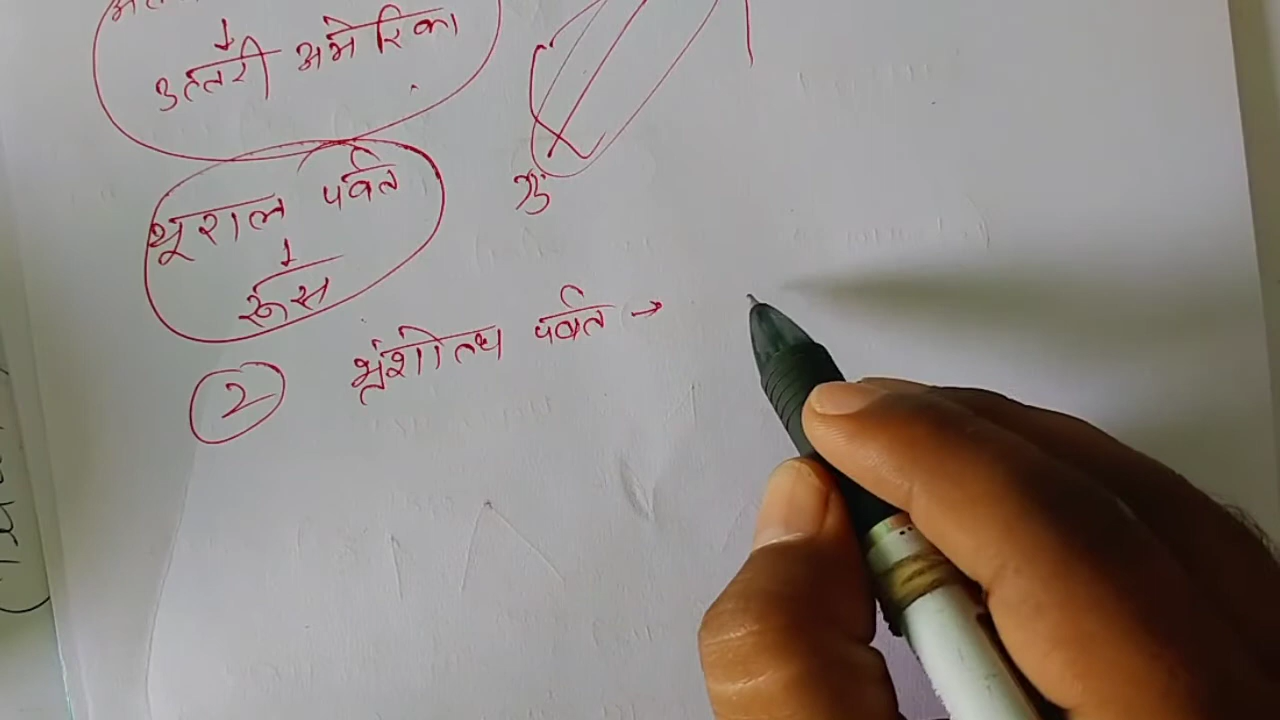 उत्तरी अमेरिका
यूराल पर्वत
रूस
2 भ्रंशोत्थ पर्वत →